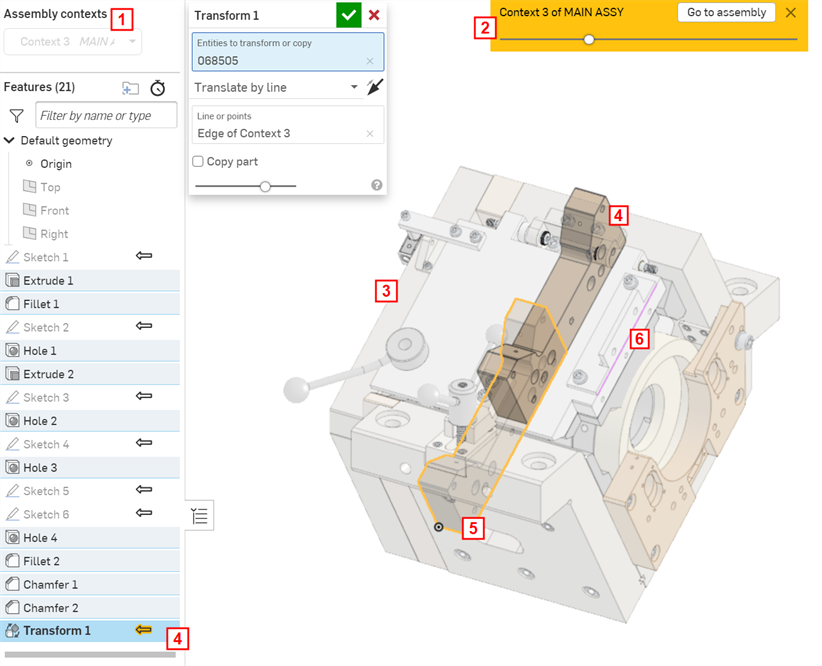 Assembly contexts
1
Context 3 MAIN A
Features (21)
Filter by name or type
Default geometry
Origin
Top
Front
Right
Sketch 1
Extrude 1
Fillet 1
Sketch 2
Hole 1
Extrude 2
Sketch 3
Hole 2
Sketch 4
Hole 3
Sketch 5
Sketch 6
Hole 4
Fillet 2
Chamfer 1
Chamfer 2
Transform 1
4
Transform 1
Entities to transform or copy
068505
Translate by line
Line or points
Edge of Context 3
Copy part
2
Context 3 of MAIN ASSY
Go to assembly
3
4
5
6